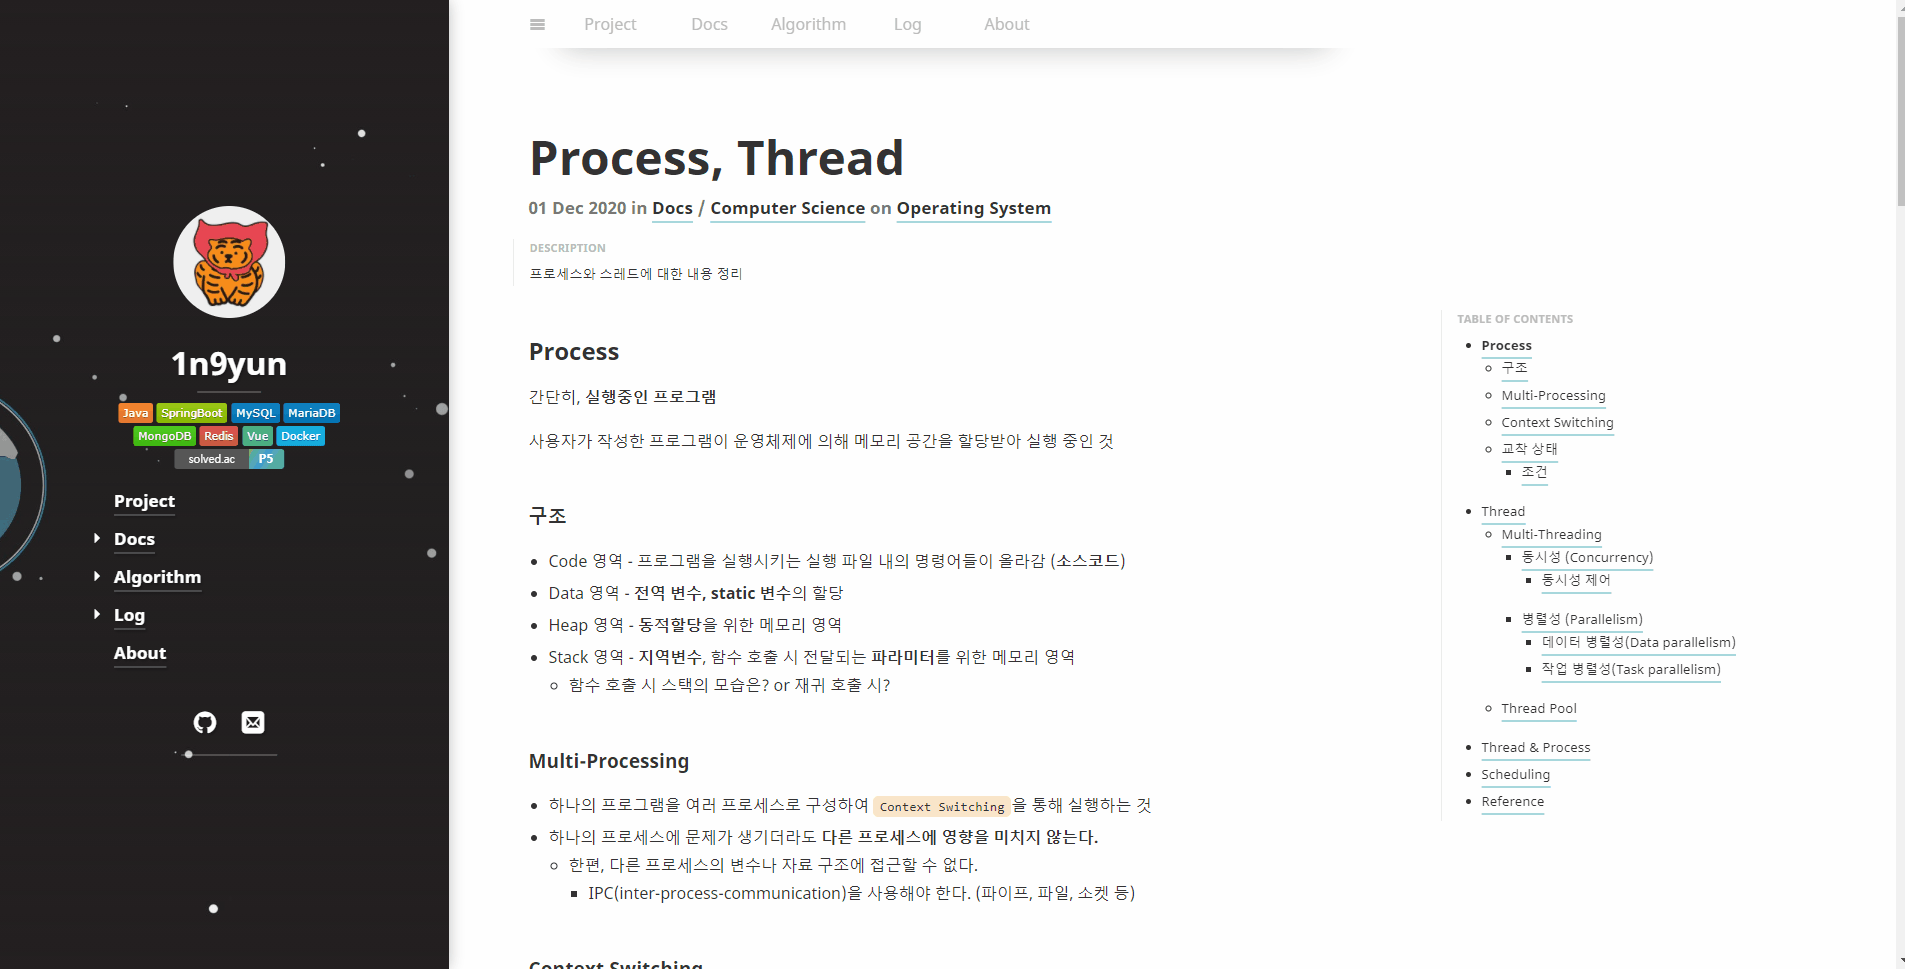 Project Docs Algorithm Log About
1n9yun
Java SpringBoot MySQL MariaDB
MongoDB Redis Vue Docker
solved.ac P5
Project
Docs
Algorithm
Log
About
Process, Thread
01 Dec 2020 in Docs / Computer Science on Operating System
DESCRIPTION
프로세스와 스레드에 대한 내용 정리
Process
간단히, 실행중인 프로그램
사용자가 작성한 프로그램이 운영체제에 의해 메모리 공간을 할당받아 실행 중인 것
구조
Code 영역 - 프로그램을 실행시키는 실행 파일 내의 명령어들이 올라감 (소스코드)
Data 영역 - 전역 변수, static 변수의 할당
Heap 영역 - 동적할당을 위한 메모리 영역
Stack 영역 - 지역변수, 함수 호출 시 전달되는 파라미터를 위한 메모리 영역
함수 호출 시 스택의 모습은? or 재귀 호출 시?
Multi-Processing
하나의 프로그램을 여러 프로세스로 구성하여 Context Switching을 통해 실행하는 것
하나의 프로세스에 문제가 생기더라도 다른 프로세스에 영향을 미치지 않는다.
한편, 다른 프로세스의 변수나 자료 구조에 접근할 수 없다.
IPC(inter-process-communication)을 사용해야 한다. (파이프, 파일, 소켓 등)
Context Switching
TABLE OF CONTENTS
Process
구조
Multi-Processing
Context Switching
교착 상태
조건
Thread
Multi-Threading
동시성 (Concurrency)
동시성 제어
병렬성 (Parallelism)
데이터 병렬성(Data parallelism)
작업 병렬성(Task parallelism)
Thread Pool
Thread & Process
Scheduling
Reference